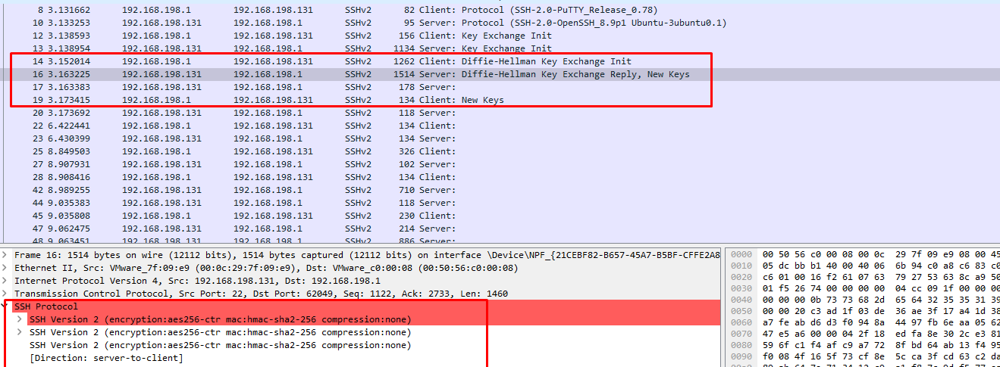 8 3.131662 192.168.198.1 192.168.198.131 SSHv2 82 Client: Protocol (SSH-2.0-PuTTY_Release_0.78)
10 3.133253 192.168.198.131 192.168.198.1 SSHv2 95 Server: Protocol (SSH-2.0-OpenSSH_8.9p1 Ubuntu-3ubuntu0.1)
12 3.138593 192.168.198.1 192.168.198.131 SSHv2 156 Client: Key Exchange Init
13 3.138954 192.168.198.131 192.168.198.1 SSHv2 1134 Server: Key Exchange Init
14 3.152014 192.168.198.1 192.168.198.131 SSHv2 1262 Client: Diffie-Hellman Key Exchange Init
16 3.163225 192.168.198.131 192.168.198.1 SSHv2 1514 Server: Diffie-Hellman Key Exchange Reply, New Keys
17 3.163383 192.168.198.131 192.168.198.1 SSHv2 178 Server:
19 3.173415 192.168.198.1 192.168.198.131 SSHv2 134 Client: New Keys
20 3.173692 192.168.198.131 192.168.198.1 SSHv2 118 Server:
22 6.422441 192.168.198.1 192.168.198.131 SSHv2 134 Client:
23 6.430399 192.168.198.131 192.168.198.1 SSHv2 134 Server:
25 8.849503 192.168.198.1 192.168.198.131 SSHv2 326 Client:
27 8.907931 192.168.198.131 192.168.198.1 SSHv2 102 Server:
28 8.908416 192.168.198.1 192.168.198.131 SSHv2 134 Client:
42 8.989255 192.168.198.131 192.168.198.1 SSHv2 710 Server:
44 9.035383 192.168.198.131 192.168.198.1 SSHv2 118 Server:
45 9.035808 192.168.198.1 192.168.198.131 SSHv2 230 Client:
47 9.062475 192.168.198.131 192.168.198.1 SSHv2 214 Server:
48 9.063451 192.168.198.131 192.168.198.1 SSHv2 886 Server:
Frame 16: 1514 bytes on wire (12112 bits), 1514 bytes captured (12112 bits) on interface \Device\NPF_{21CEBF82-B657-45A7-B5BF-CFFE2A8
Ethernet II, Src: VMware_7f:09:e9 (00:0c:29:7f:09:e9), Dst: VMware_c0:00:08 (00:50:56:c0:00:08)
Internet Protocol Version 4, Src: 192.168.198.131, Dst: 192.168.198.1
Transmission Control Protocol, Src Port: 22, Dst Port: 62049, Seq: 1122, Ack: 2733, Len: 1460
SSH Protocol
SSH Version 2 (encryption:aes256-ctr mac:hmac-sha2-256 compression:none)
SSH Version 2 (encryption:aes256-ctr mac:hmac-sha2-256 compression:none)
SSH Version 2 (encryption:aes256-ctr mac:hmac-sha2-256 compression:none)
[Direction: server-to-client]
0000 00 50 56 c0 00 08 00 0c 29 7f 09 e9 08 00 45
0010 05 dc bb b1 40 00 40 06 6b 94 c0 a8 c6 83 c0
0020 c6 01 00 16 f2 61 07 63 79 27 53 63 8c a9 50
0030 01 f5 26 74 00 00 00 00 04 cc 09 1f 00 00 00
0040 00 00 00 0b 73 73 68 2d 65 64 32 35 35 31 39
0050 00 00 20 c3 ad 1f 03 de 36 ae 3f 17 a4 1d 38
0060 a7 fe ab d6 d3 f0 94 8a 44 97 fb 6e aa 05 62
0070 47 e5 a6 00 00 04 2f 18 ed fa 8e 30 2c e3 81
0080 59 6f c1 f4 af c9 a7 72 8f bd 64 ab 13 f4 95
0090 f0 08 4f 16 5f 73 cf 8e 5c ca 3f cd 63 c2 da